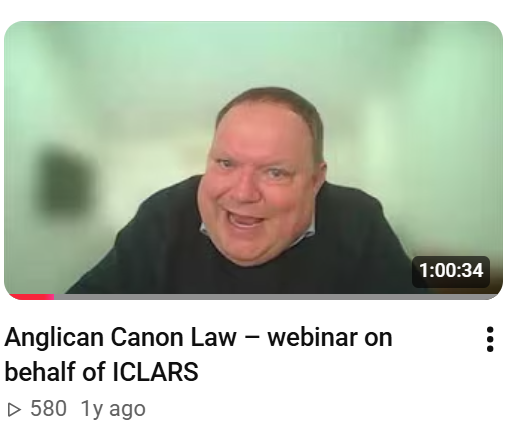 1:00:34
Anglican Canon Law – webinar on
behalf of ICLARS
580 1y ago